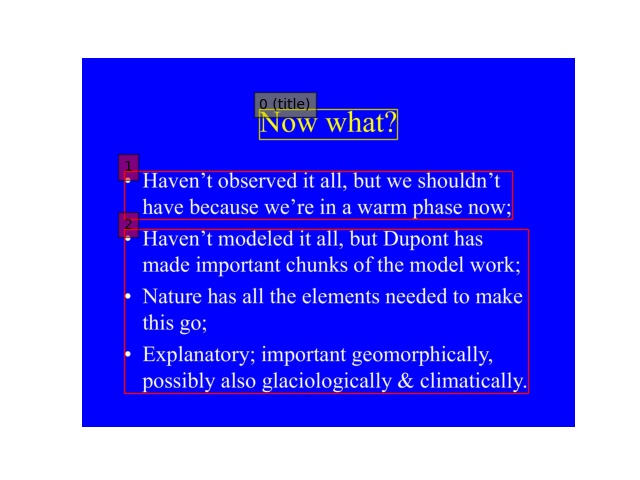 0 (title)
Now what?
1
• Haven't observed it all, but we shouldn't
have because we're in a warm phase now;
2
• Haven't modeled it all, but Dupont has
made important chunks of the model work;
• Nature has all the elements needed to make
this go;
• Explanatory; important geomorphically,
possibly also glaciologically & climatically.